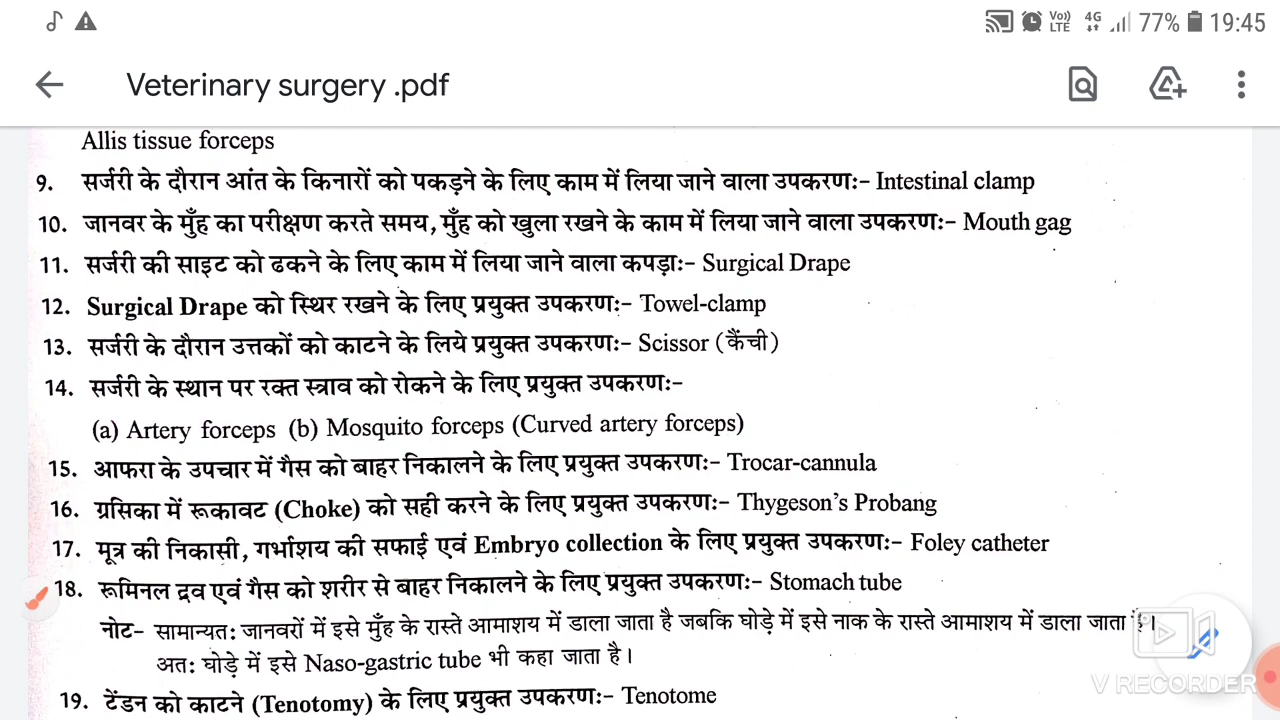 Vo)) 4G 77% 19:45
LTE
Veterinary surgery .pdf
Allis tissue forceps
9. सर्जरी के दौरान आंत के किनारों को पकड़ने के लिए काम में लिया जाने वाला उपकरणः- Intestinal clamp
10. जानवर के मुँह का परीक्षण करते समय, मुँह को खुला रखने के काम में लिया जाने वाला उपकरणः- Mouth gag
11. सर्जरी की साइट को ढकने के लिए काम में लिया जाने वाला कपड़ाः- Surgical Drape
12. Surgical Drape को स्थिर रखने के लिए प्रयुक्त उपकरणः- Towel-clamp
13. सर्जरी के दौरान उत्तकों को काटने के लिये प्रयुक्त उपकरणः- Scissor (कैंची)
14. सर्जरी के स्थान पर रक्त स्त्राव को रोकने के लिए प्रयुक्त उपकरणः-
(a) Artery forceps (b) Mosquito forceps (Curved artery forceps)
15. आफरा के उपचार में गैस को बाहर निकालने के लिए प्रयुक्त उपकरणः- Trocar-cannula
16. ग्रसिका में रूकावट (Choke) को सही करने के लिए प्रयुक्त उपकरणः- Thygeson's Probang
17. मूत्र की निकासी, गर्भाशय की सफाई एवं Embryo collection के लिए प्रयुक्त उपकरणः- Foley catheter
18. रूमिनल द्रव एवं गैस को शरीर से बाहर निकालने के लिए प्रयुक्त उपकरणः- Stomach tube
नोट- सामान्यतः जानवरों में इसे मुँह के रास्ते आमाशय में डाला जाता है जबकि घोड़े में इसे नाक के रास्ते आमाशय में डाला जाता है।
अतः घोड़े में इसे Naso-gastric tube भी कहा जाता है।
V RECORDER
19. टेंडन को काटने (Tenotomy) के लिए प्रयुक्त उपकरणः- Tenotome